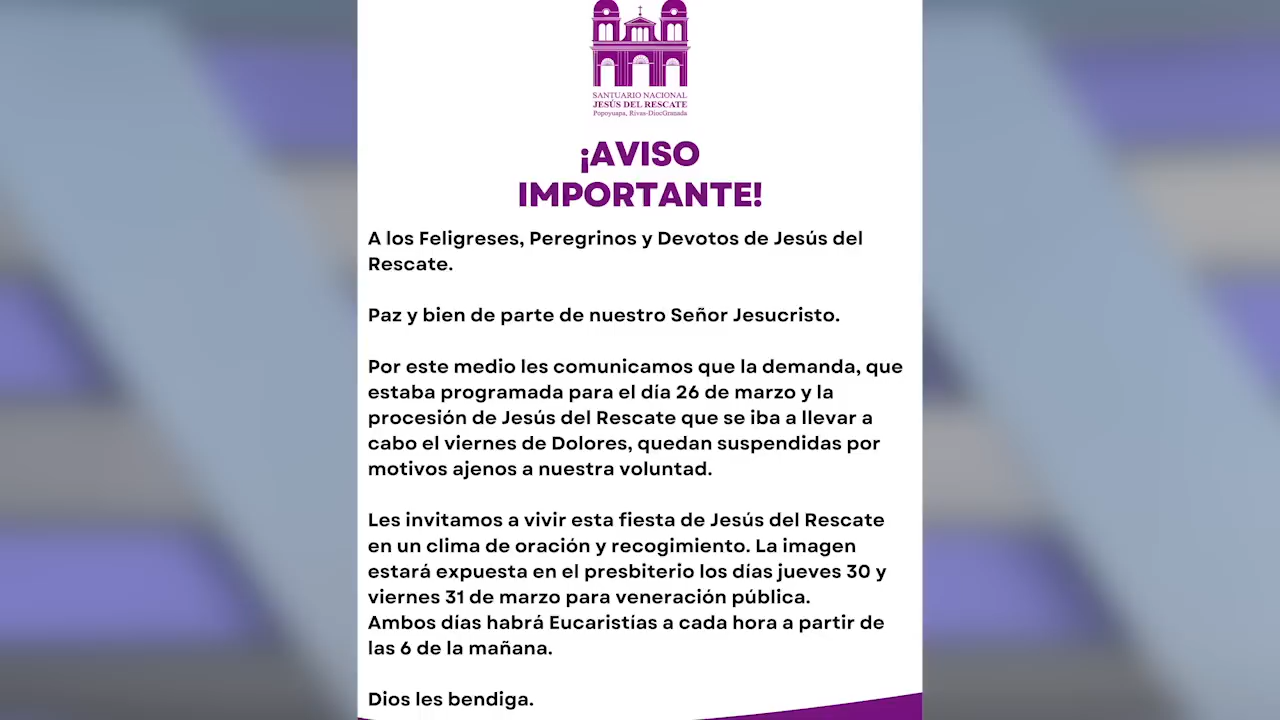 SANTUARIO NACIONAL
JESÚS DEL RESCATE
Popoyuapa, Rivas-DiocGranada
¡AVISO
IMPORTANTE!
A los Feligreses, Peregrinos y Devotos de Jesús del
Rescate.
Paz y bien de parte de nuestro Señor Jesucristo.
Por este medio les comunicamos que la demanda, que
estaba programada para el día 26 de marzo y la
procesión de Jesús del Rescate que se iba a llevar a
cabo el viernes de Dolores, quedan suspendidas por
motivos ajenos a nuestra voluntad.
Les invitamos a vivir esta fiesta de Jesús del Rescate
en un clima de oración y recogimiento. La imagen
estará expuesta en el presbiterio los días jueves 30 y
viernes 31 de marzo para veneración pública.
Ambos días habrá Eucaristías a cada hora a partir de
las 6 de la mañana.
Dios les bendiga.